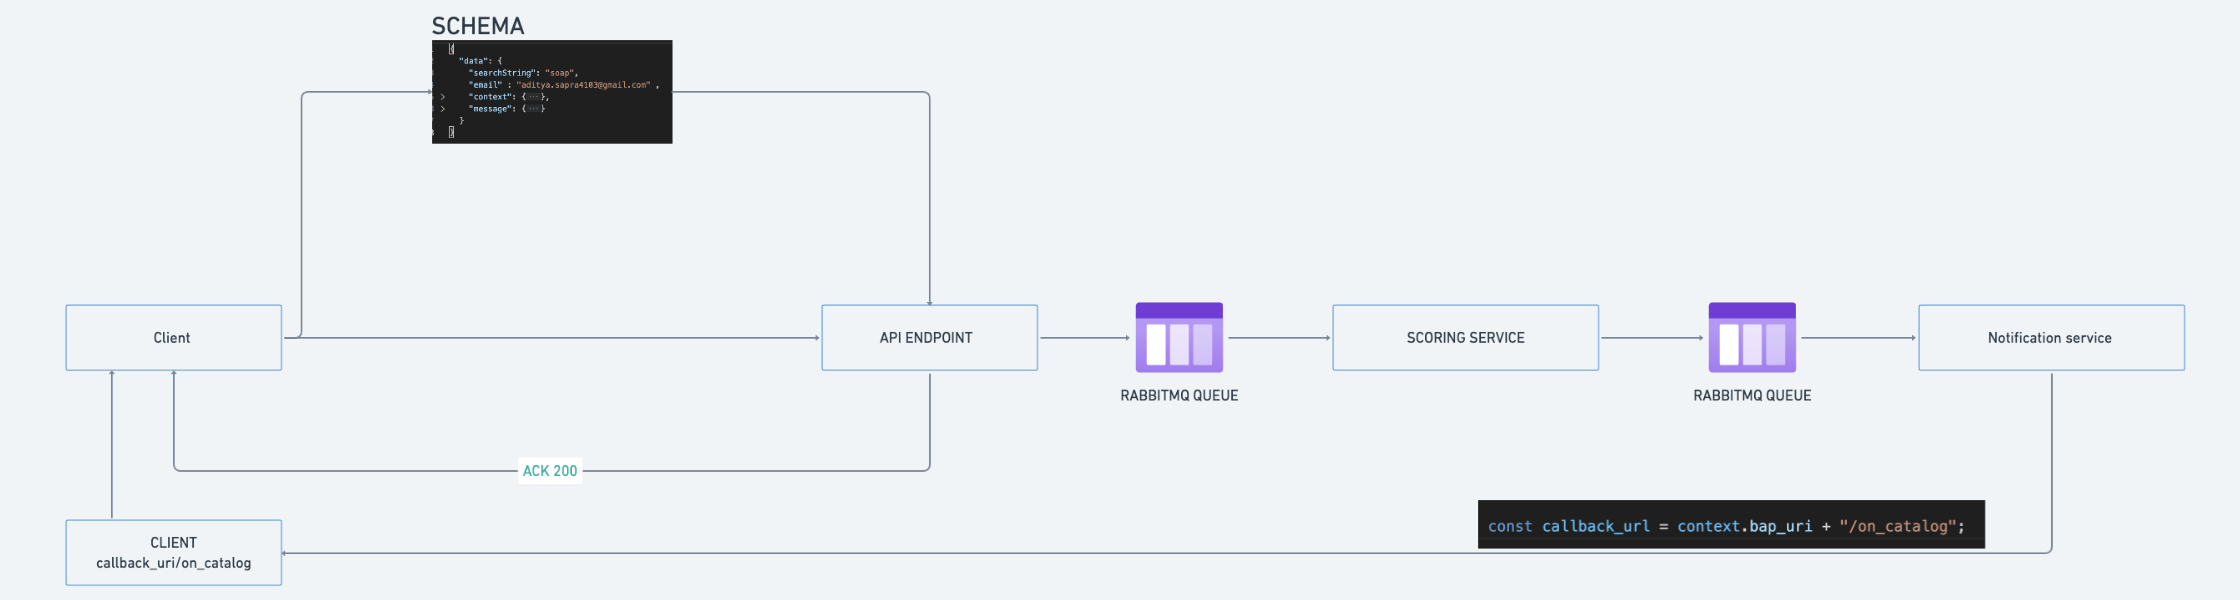 SCHEMA
{
"data": {
"searchString": "soap",
"email" : "aditya.sapra4103@gmail.com" ,
> "context": { ··· },
> "message": { ··· }
}
}
Client
API ENDPOINT
SCORING SERVICE
Notification service
RABBITMQ QUEUE
RABBITMQ QUEUE
ACK 200
const callback_url = context.bap_uri + "/on_catalog";
CLIENT
callback_uri/on_catalog